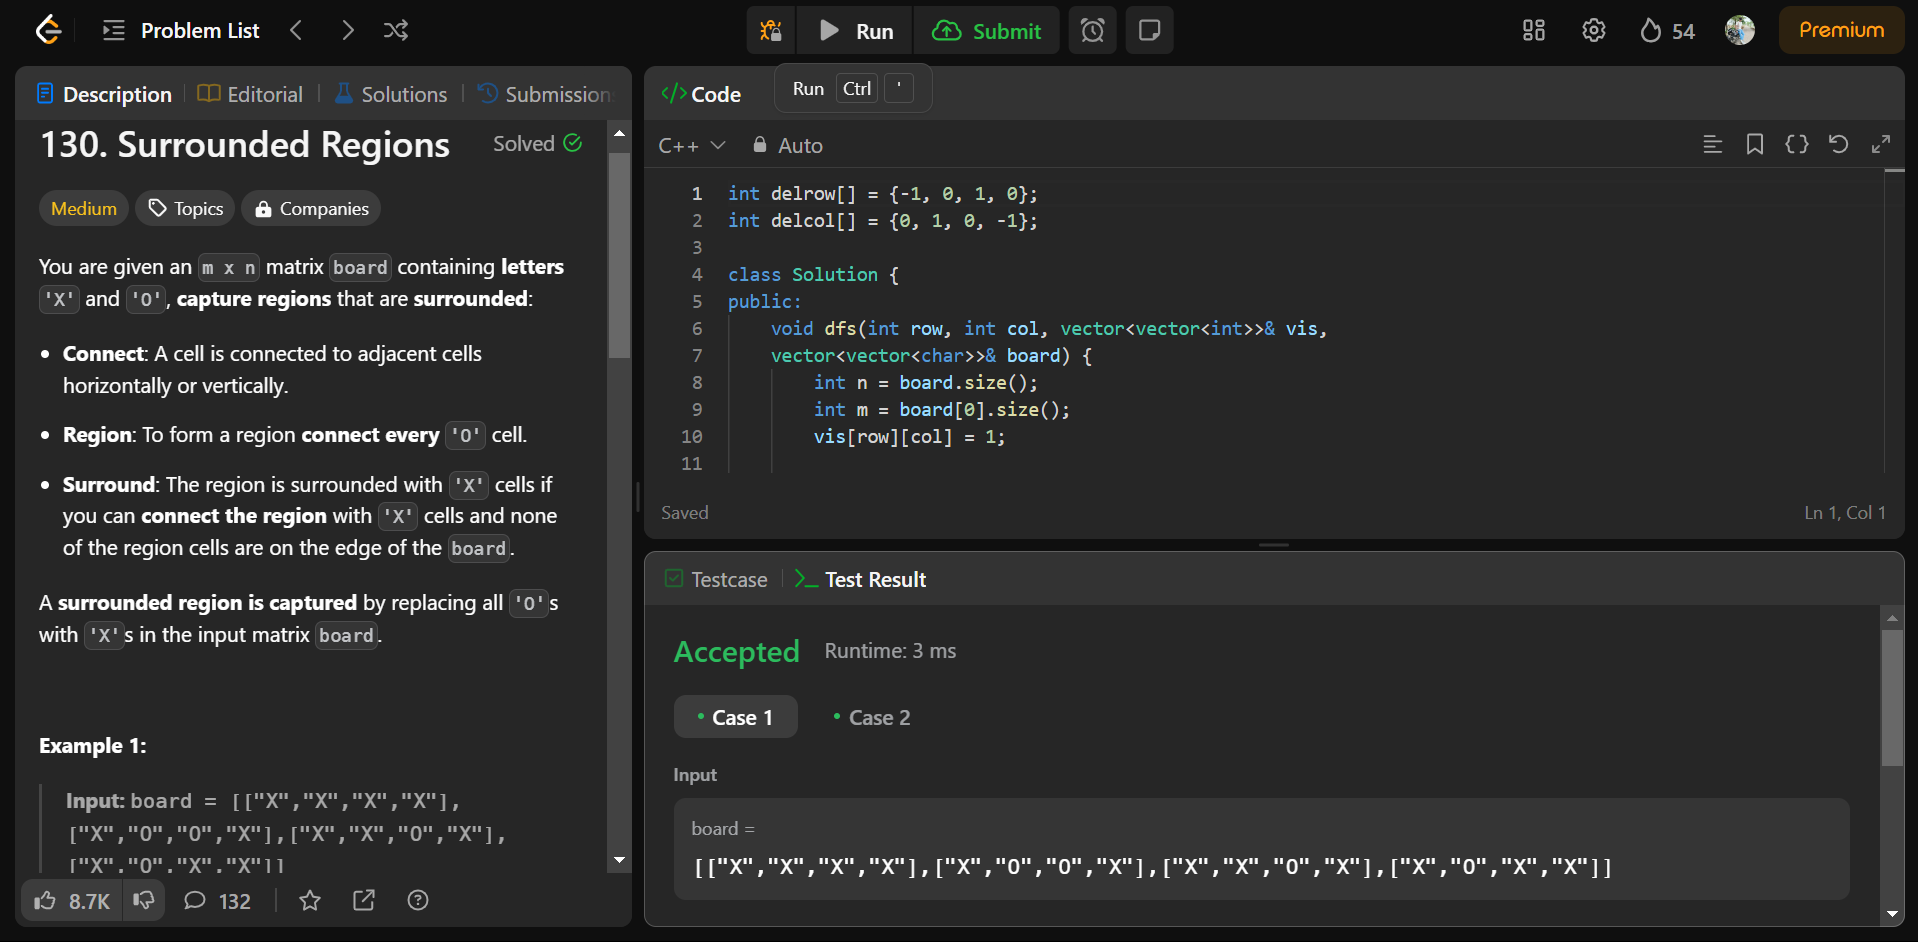 Problem List
Run
Submit
54
Premium
Description
Editorial
Solutions
Submission
Code
Run Ctrl '
130. Surrounded Regions
Solved
Medium
Topics
Companies
You are given an m x n matrix board containing letters
'X' and 'O', capture regions that are surrounded:
• Connect: A cell is connected to adjacent cells
horizontally or vertically.
• Region: To form a region connect every 'O' cell.
• Surround: The region is surrounded with 'X' cells if
you can connect the region with 'X' cells and none
of the region cells are on the edge of the board.
A surrounded region is captured by replacing all 'O's
with 'X's in the input matrix board.
Example 1:
Input: board = [["X","X","X","X"],
["X","O","O","X"],["X","X","O","X"],
["X","O","X","X"]]
8.7K
132
C++
Auto
1 int delrow[] = {-1, 0, 1, 0};
2 int delcol[] = {0, 1, 0, -1};
3
4 class Solution {
5 public:
6 void dfs(int row, int col, vector<vector<int>>& vis,
7 vector<vector<char>>& board) {
8 int n = board.size();
9 int m = board[0].size();
10 vis[row][col] = 1;
11
Saved
Ln 1, Col 1
Testcase
Test Result
Accepted
Runtime: 3 ms
• Case 1
• Case 2
Input
board =
[["X","X","X","X"],["X","O","O","X"],["X","X","O","X"],["X","O","X","X"]]